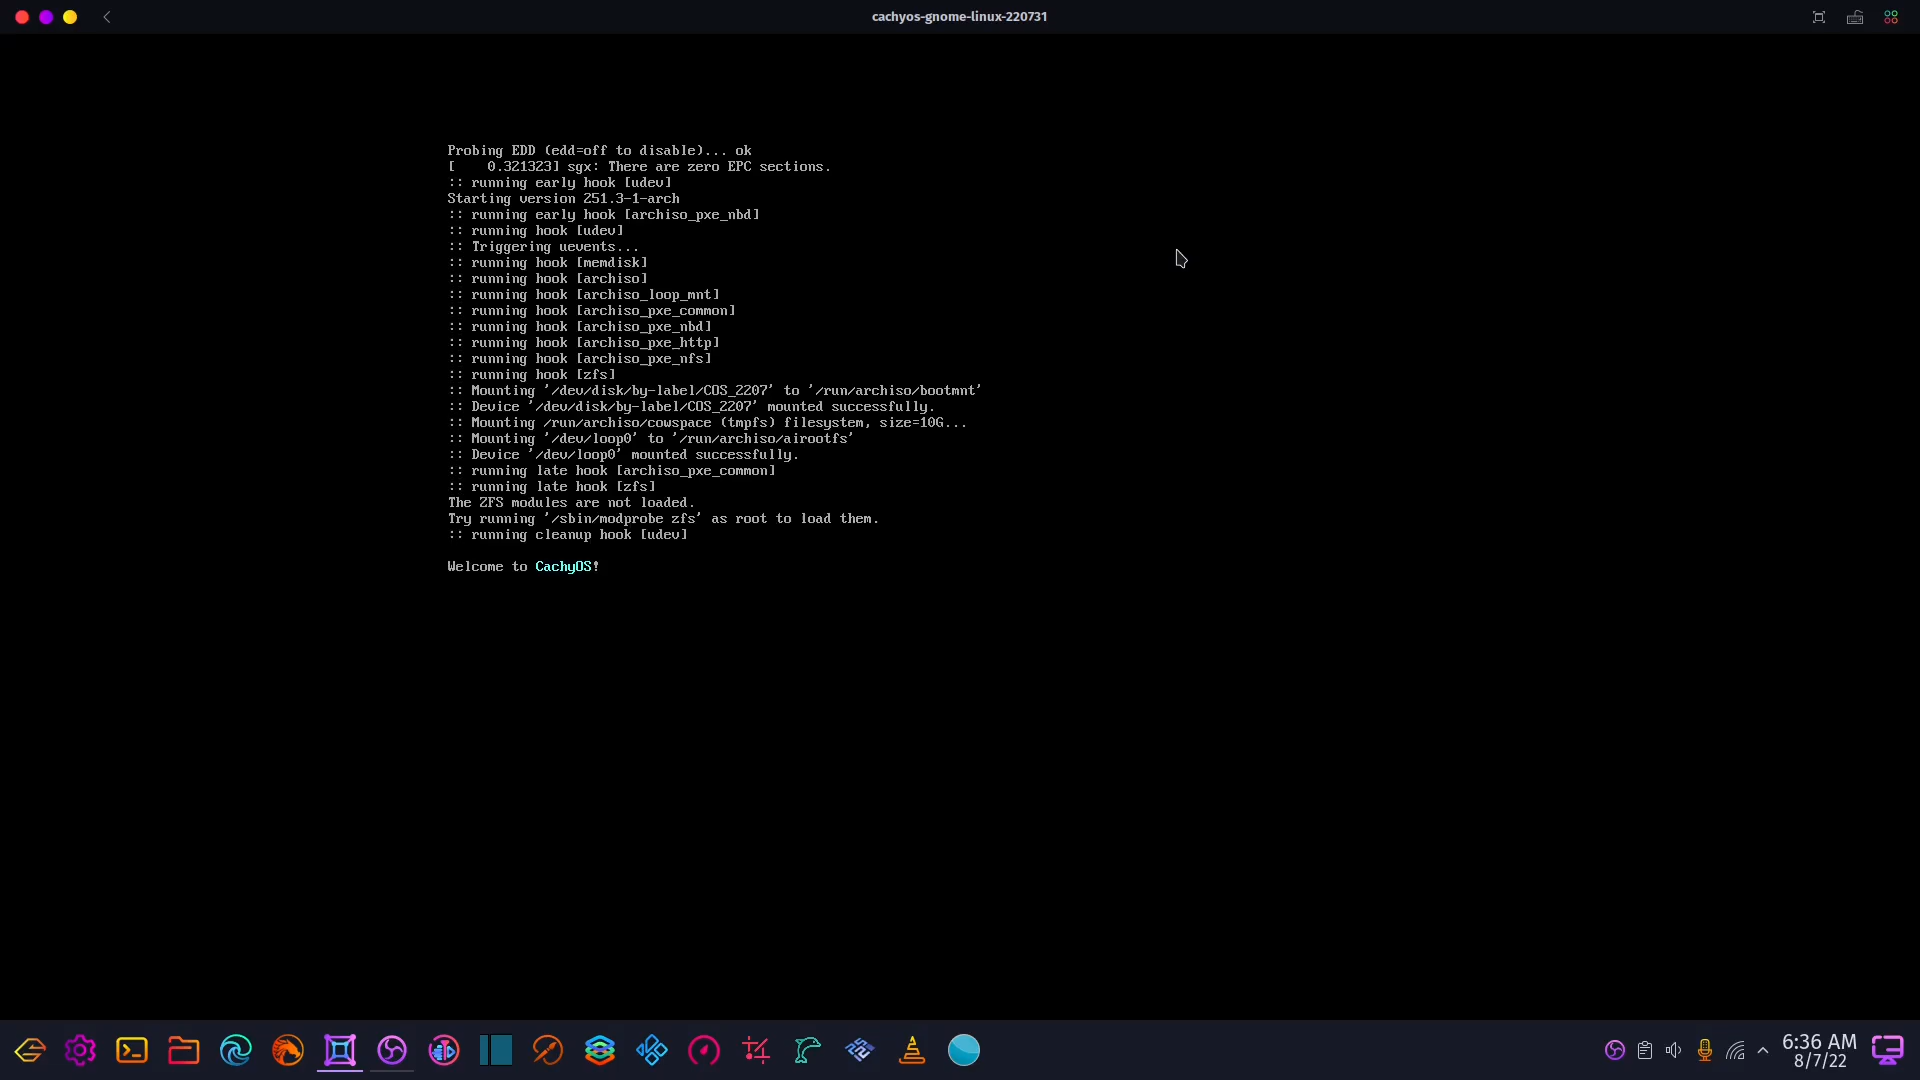 cachyos-gnome-linux-220731
Probing EDD (edd=off to disable)... ok
[    0.321323] sgx: There are zero EPC sections.
:: running early hook [udev]
Starting version 251.3-1-arch
:: running early hook [archiso_pxe_nbd]
:: running hook [udev]
:: Triggering uevents...
:: running hook [memdisk]
:: running hook [archiso]
:: running hook [archiso_loop_mnt]
:: running hook [archiso_pxe_common]
:: running hook [archiso_pxe_nbd]
:: running hook [archiso_pxe_http]
:: running hook [archiso_pxe_nfs]
:: running hook [zfs]
:: Mounting '/dev/disk/by-label/COS_2207' to '/run/archiso/bootmnt'
:: Device '/dev/disk/by-label/COS_2207' mounted successfully.
:: Mounting /run/archiso/cowspace (tmpfs) filesystem, size=10G...
:: Mounting '/dev/loop0' to '/run/archiso/airootfs'
:: Device '/dev/loop0' mounted successfully.
:: running late hook [archiso_pxe_common]
:: running late hook [zfs]
The ZFS modules are not loaded.
Try running '/sbin/modprobe zfs' as root to load them.
:: running cleanup hook [udev]
Welcome to CachyOS!
6:36 AM
8/7/22